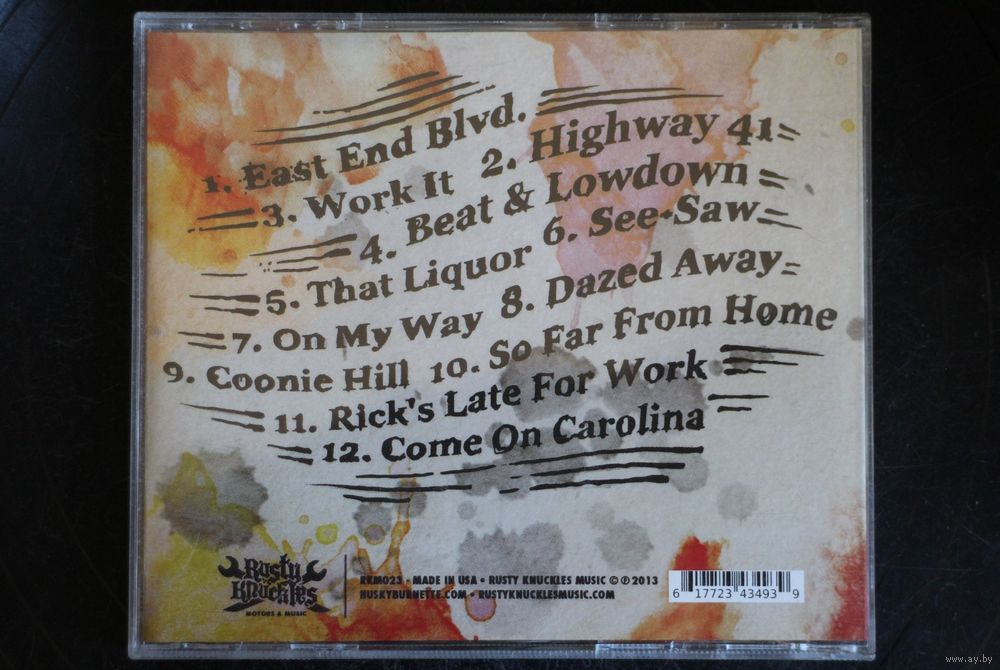 1. East End Blvd.
2. Highway 41
3. Work It
4. Beat & Lowdown
5. That Liquor
6. See-Saw
7. On My Way
8. Dazed Away
9. Coonie Hill
10. So Far From Home
11. Rick's Late For Work
12. Come On Carolina
Rusty
Knuckles
MOTORS & MUSIC
RKM023 - MADE IN USA • RUSTY KNUCKLES MUSIC © ℗ 2013
HUSKYBURNETTE.COM • RUSTYKNUCKLESMUSIC.COM
6 17723 43493 9
www.ay.by